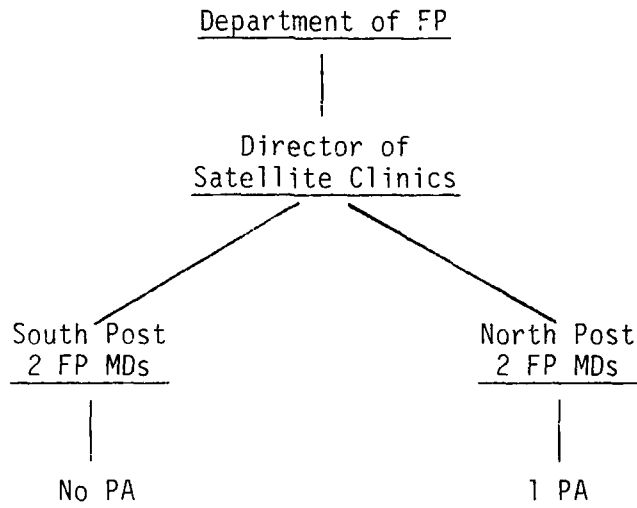 Department of FP
Director of
Satellite Clinics
South Post
2 FP MDs
North Post
2 FP MDs
No PA
1 PA